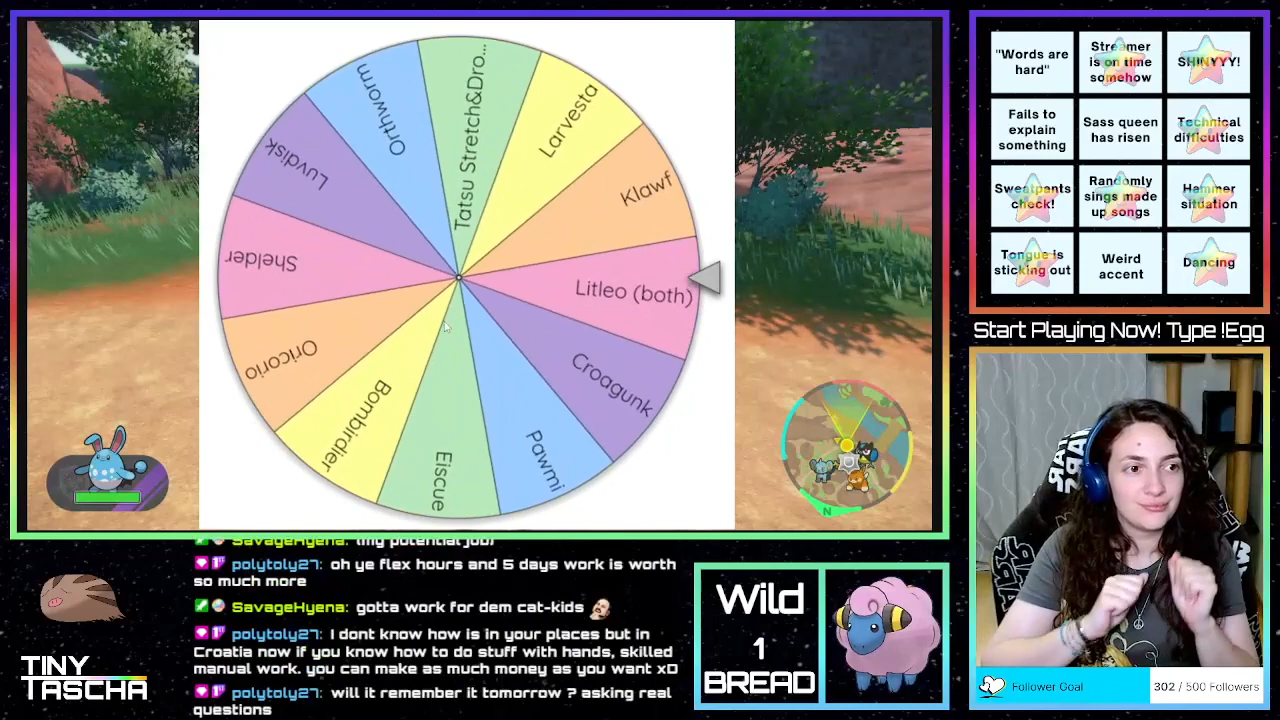 Tatsu Stretch&Dro...
Larvesta
Klawf
Litleo (both)
Croagunk
Pawmi
Eiscue
Bombirdier
Oricorio
Shelder
Luvdisk
Orthworm
N
"Words are
hard"
Streamer
is on time
somehow
SHINYYY!
Fails to
explain
something
Sass queen
has risen
Technical
difficulties
Sweatpants
check!
Randomly
sings made
up songs
Hammer
situation
Tongue is
sticking out
Weird
accent
Dancing
Start Playing Now! Type !Egg
SavageHyena: (my potential job)
polytoly27: oh ye flex hours and 5 days work is worth
so much more
SavageHyena: gotta work for dem cat-kids
polytoly27: I dont know how is in your places but in
Croatia now if you know how to do stuff with hands, skilled
manual work. you can make as much money as you want xD
polytoly27: will it remember it tomorrow ? asking real
questions
TINY
TASCHA
Wild
1
BREAD
Follower Goal
302 / 500 Followers